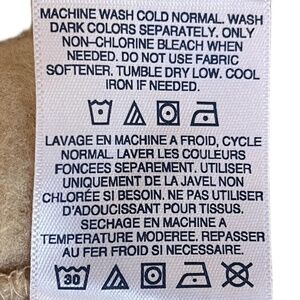 MACHINE WASH COLD NORMAL. WASH
DARK COLORS SEPARATELY. ONLY
NON-CHLORINE BLEACH WHEN
NEEDED. DO NOT USE FABRIC
SOFTENER. TUMBLE DRY LOW. COOL
IRON IF NEEDED.
LAVAGE EN MACHINE A FROID, CYCLE
NORMAL. LAVER LES COULEURS
FONCEES SEPAREMENT. UTILISER
UNIQUEMENT DE LA JAVEL NON
CHLORÉE SI BESOIN. NE PAS UTILISER
D'ADOUCISSANT POUR TISSUS.
SECHAGE EN MACHINE A
TEMPERATURE MODEREE. REPASSER
AU FER FROID SI NECESSAIRE.
30